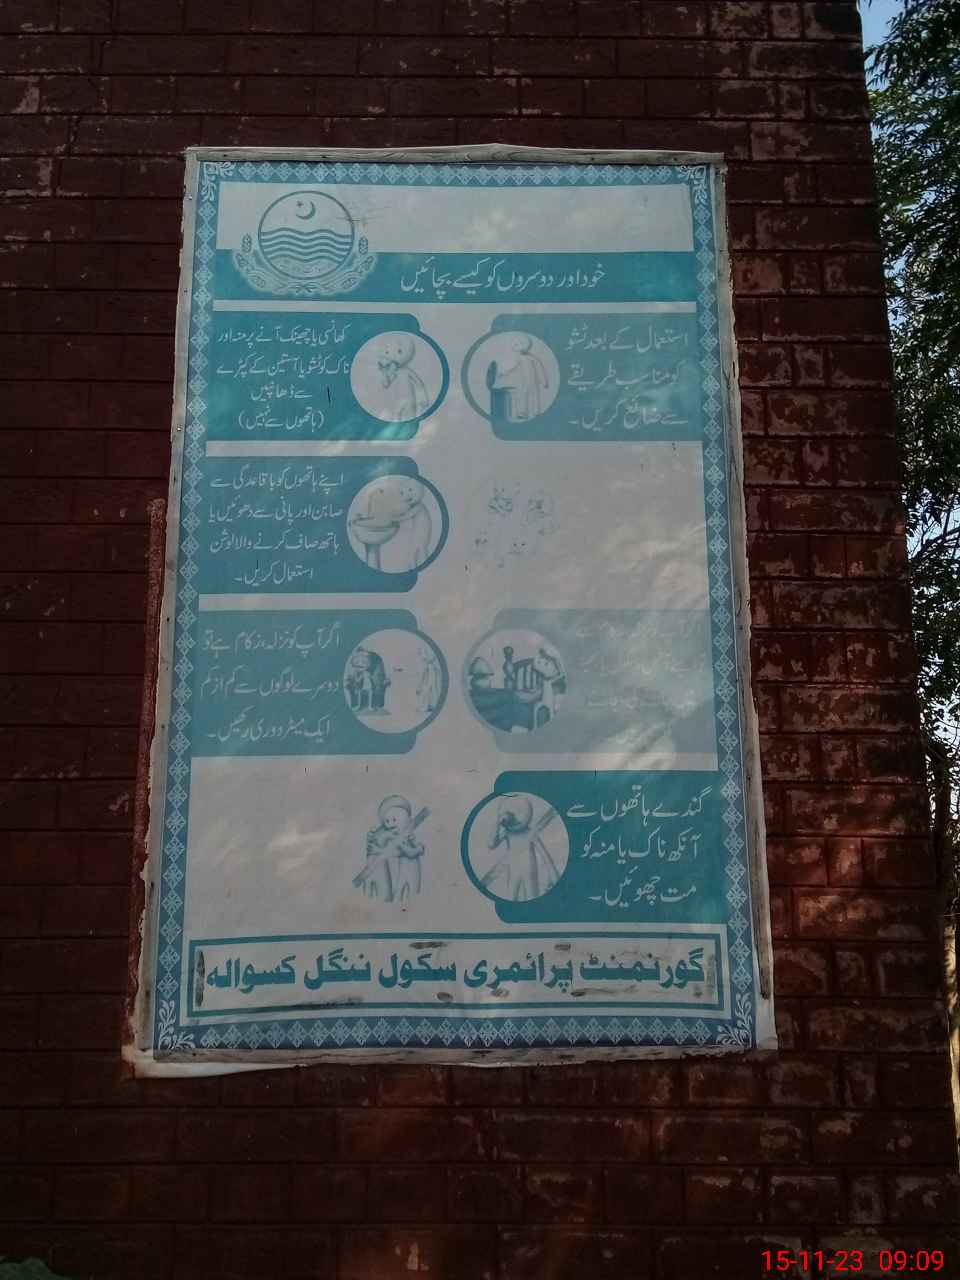 خود اور دوسروں کو کیسے بچائیں
استعمال کے بعد ٹشو
کو مناسب طریقے
سے ضائع کریں۔
کھانسی یا چھینک آنے پر منہ اور
ناک کو ٹشو یا آستین کے کپڑے
سے ڈھانپیں
(ہاتھوں سے نہیں)
اپنے ہاتھوں کو باقاعدگی سے
صابن اور پانی سے دھوئیں یا
ہاتھ صاف کرنے والا لوشن
استعمال کریں۔
اگر آپ کو نزلہ، زکام ہے تو
دوسرے لوگوں سے کم از کم
ایک میٹر دوری رکھیں۔
گندے ہاتھوں سے
آنکھ ناک یا منہ کو
مت چھوئیں۔
گورنمنٹ پرائمری سکول ننگل کسوالہ
15-11-23 09:09